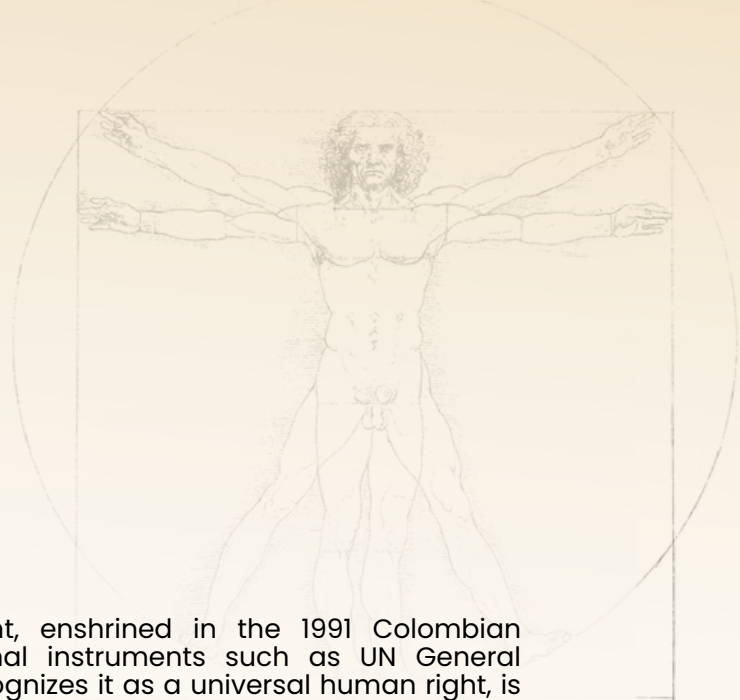 nt, enshrined in the 1991 Colombian
nal instruments such as UN General
ognizes it as a universal human right, is